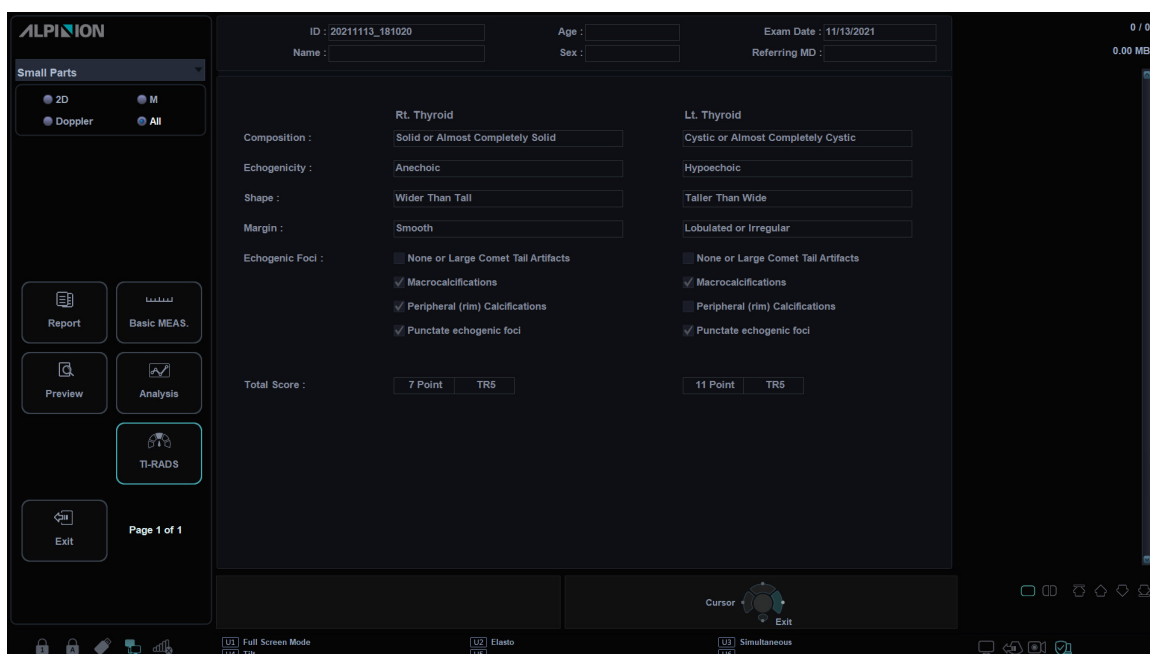 ALPINION
ID : 20211113_181020 Age : Exam Date : 11/13/2021
Name : Sex : Referring MD :
0 / 0
0.00 MB
Small Parts
2D M
Doppler All
Rt. Thyroid Lt. Thyroid
Composition : Solid or Almost Completely Solid Cystic or Almost Completely Cystic
Echogenicity : Anechoic Hypoechoic
Shape : Wider Than Tall Taller Than Wide
Margin : Smooth Lobulated or Irregular
Echogenic Foci : None or Large Comet Tail Artifacts None or Large Comet Tail Artifacts
Macrocalcifications Macrocalcifications
Peripheral (rim) Calcifications Peripheral (rim) Calcifications
Punctate echogenic foci Punctate echogenic foci
Total Score : 7 Point TR5 11 Point TR5
Report Basic MEAS.
Preview Analysis
TI-RADS
Exit Page 1 of 1
Cursor
Exit
U1 Full Screen Mode U2 Elasto U3 Simultaneous